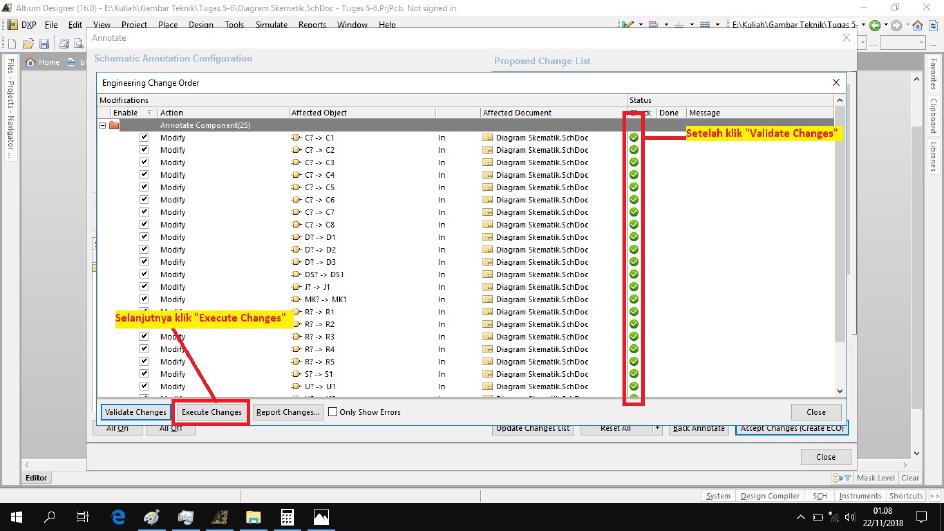 Altium Designer (16.0) - E:\Kuliah\Gambar Teknik\Tugas 5-6\Diagram Skematik.SchDoc - Tugas 5-6.PrjPcb. Not signed in.
DXP File Edit View Project Place Design Tools Simulate Reports Window Help E:\Kuliah\Gambar Teknik\Tugas 5-
Annotate
Home
Schematic Annotation Configuration Proposed Change List
Files - Projects - Navigator
Favorites
Clipboard
Libraries
Engineering Change Order
Modifications Status
Enable Action Affected Object Affected Document Check Done Message
Annotate Component(25)
Modify C? -> C1 In Diagram Skematik.SchDoc
Setelah klik "Validate Changes"
Modify C? -> C2 In Diagram Skematik.SchDoc
Modify C? -> C3 In Diagram Skematik.SchDoc
Modify C? -> C4 In Diagram Skematik.SchDoc
Modify C? -> C5 In Diagram Skematik.SchDoc
Modify C? -> C6 In Diagram Skematik.SchDoc
Modify C? -> C7 In Diagram Skematik.SchDoc
Modify C? -> C8 In Diagram Skematik.SchDoc
Modify D? -> D1 In Diagram Skematik.SchDoc
Modify D? -> D2 In Diagram Skematik.SchDoc
Modify D? -> D3 In Diagram Skematik.SchDoc
Modify DS? -> DS1 In Diagram Skematik.SchDoc
Modify J? -> J1 In Diagram Skematik.SchDoc
Modify MK? -> MK1 In Diagram Skematik.SchDoc
Selanjutnya klik "Execute Changes"
R? -> R1 In Diagram Skematik.SchDoc
Modify R? -> R2 In Diagram Skematik.SchDoc
Modify R? -> R3 In Diagram Skematik.SchDoc
Modify R? -> R4 In Diagram Skematik.SchDoc
Modify R? -> R5 In Diagram Skematik.SchDoc
Modify S? -> S1 In Diagram Skematik.SchDoc
Modify U? -> U1 In Diagram Skematik.SchDoc
Validate Changes Execute Changes Report Changes... Only Show Errors Close
All On All Off Update Changes List Reset All Back Annotate Accept Changes (Create ECO)
Close
Editor Mask Level Clear
System Design Compiler SCH Instruments Shortcuts >>
01.08
22/11/2018